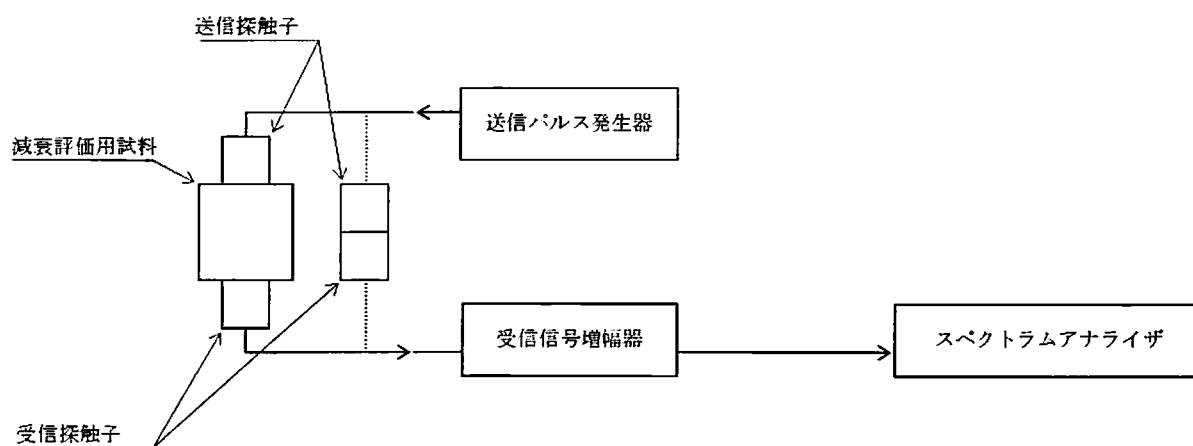 送信探触子
送信パルス発生器
減衰評価用試料
受信信号増幅器
スペクトラムアナライザ
受信探触子